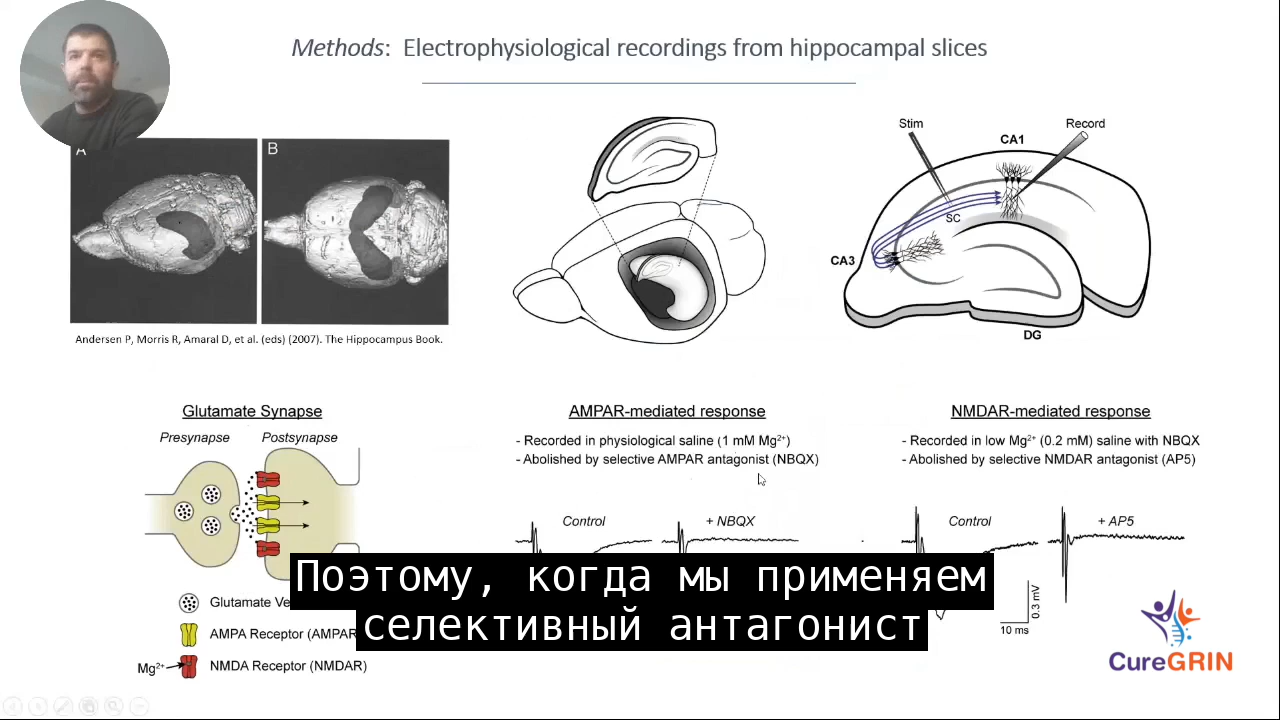 Methods: Electrophysiological recordings from hippocampal slices
A
B
Andersen P, Morris R, Amaral D, et al. (eds) (2007). The Hippocampus Book.
Stim
Record
CA1
SC
CA3
DG
Glutamate Synapse
Presynapse
Postsynapse
Glutamate Ve
AMPA Receptor (AMPAR
Mg²⁺
NMDA Receptor (NMDAR)
AMPAR-mediated response
- Recorded in physiological saline (1 mM Mg²⁺)
- Abolished by selective AMPAR antagonist (NBQX)
Control
+ NBQX
NMDAR-mediated response
- Recorded in low Mg²⁺ (0.2 mM) saline with NBQX
- Abolished by selective NMDAR antagonist (AP5)
Control
+ AP5
0.3 mV
10 ms
Поэтому, когда мы применяем
селективный антагонист
CureGRIN